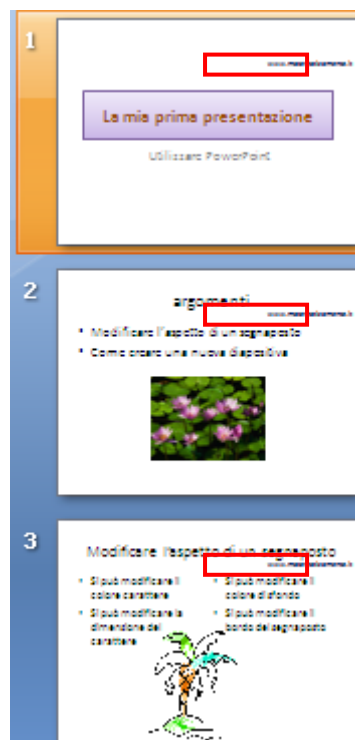 1
La mia prima presentazione
Utilizzare PowerPoint
2
argomenti
• Modificare l'aspetto di un segnaposto
• Come creare una nuova diapositiva
3
Modificare l'aspetto di un segnaposto
• Si può modificare il
colore carattere
• Si può modificare la
dimensione del
carattere
• Si può modificare il
colore di sfondo
• Si può modificare il
bordo del segnaposto